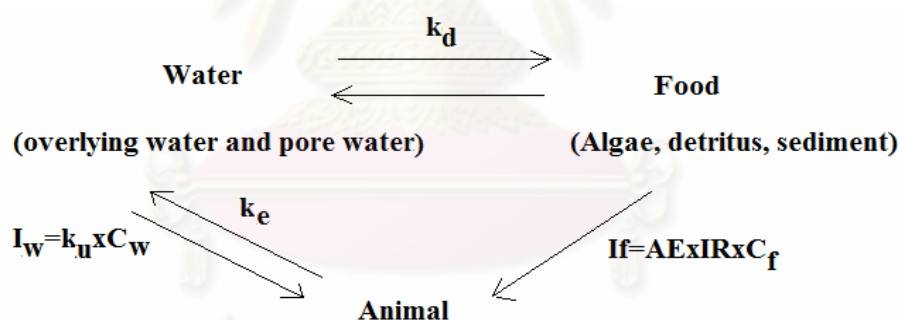 k_d
Water
Food
(overlying water and pore water)
(Algae, detritus, sediment)
k_e
I_w=k_uxC_w
If=AExIRxC_f
Animal